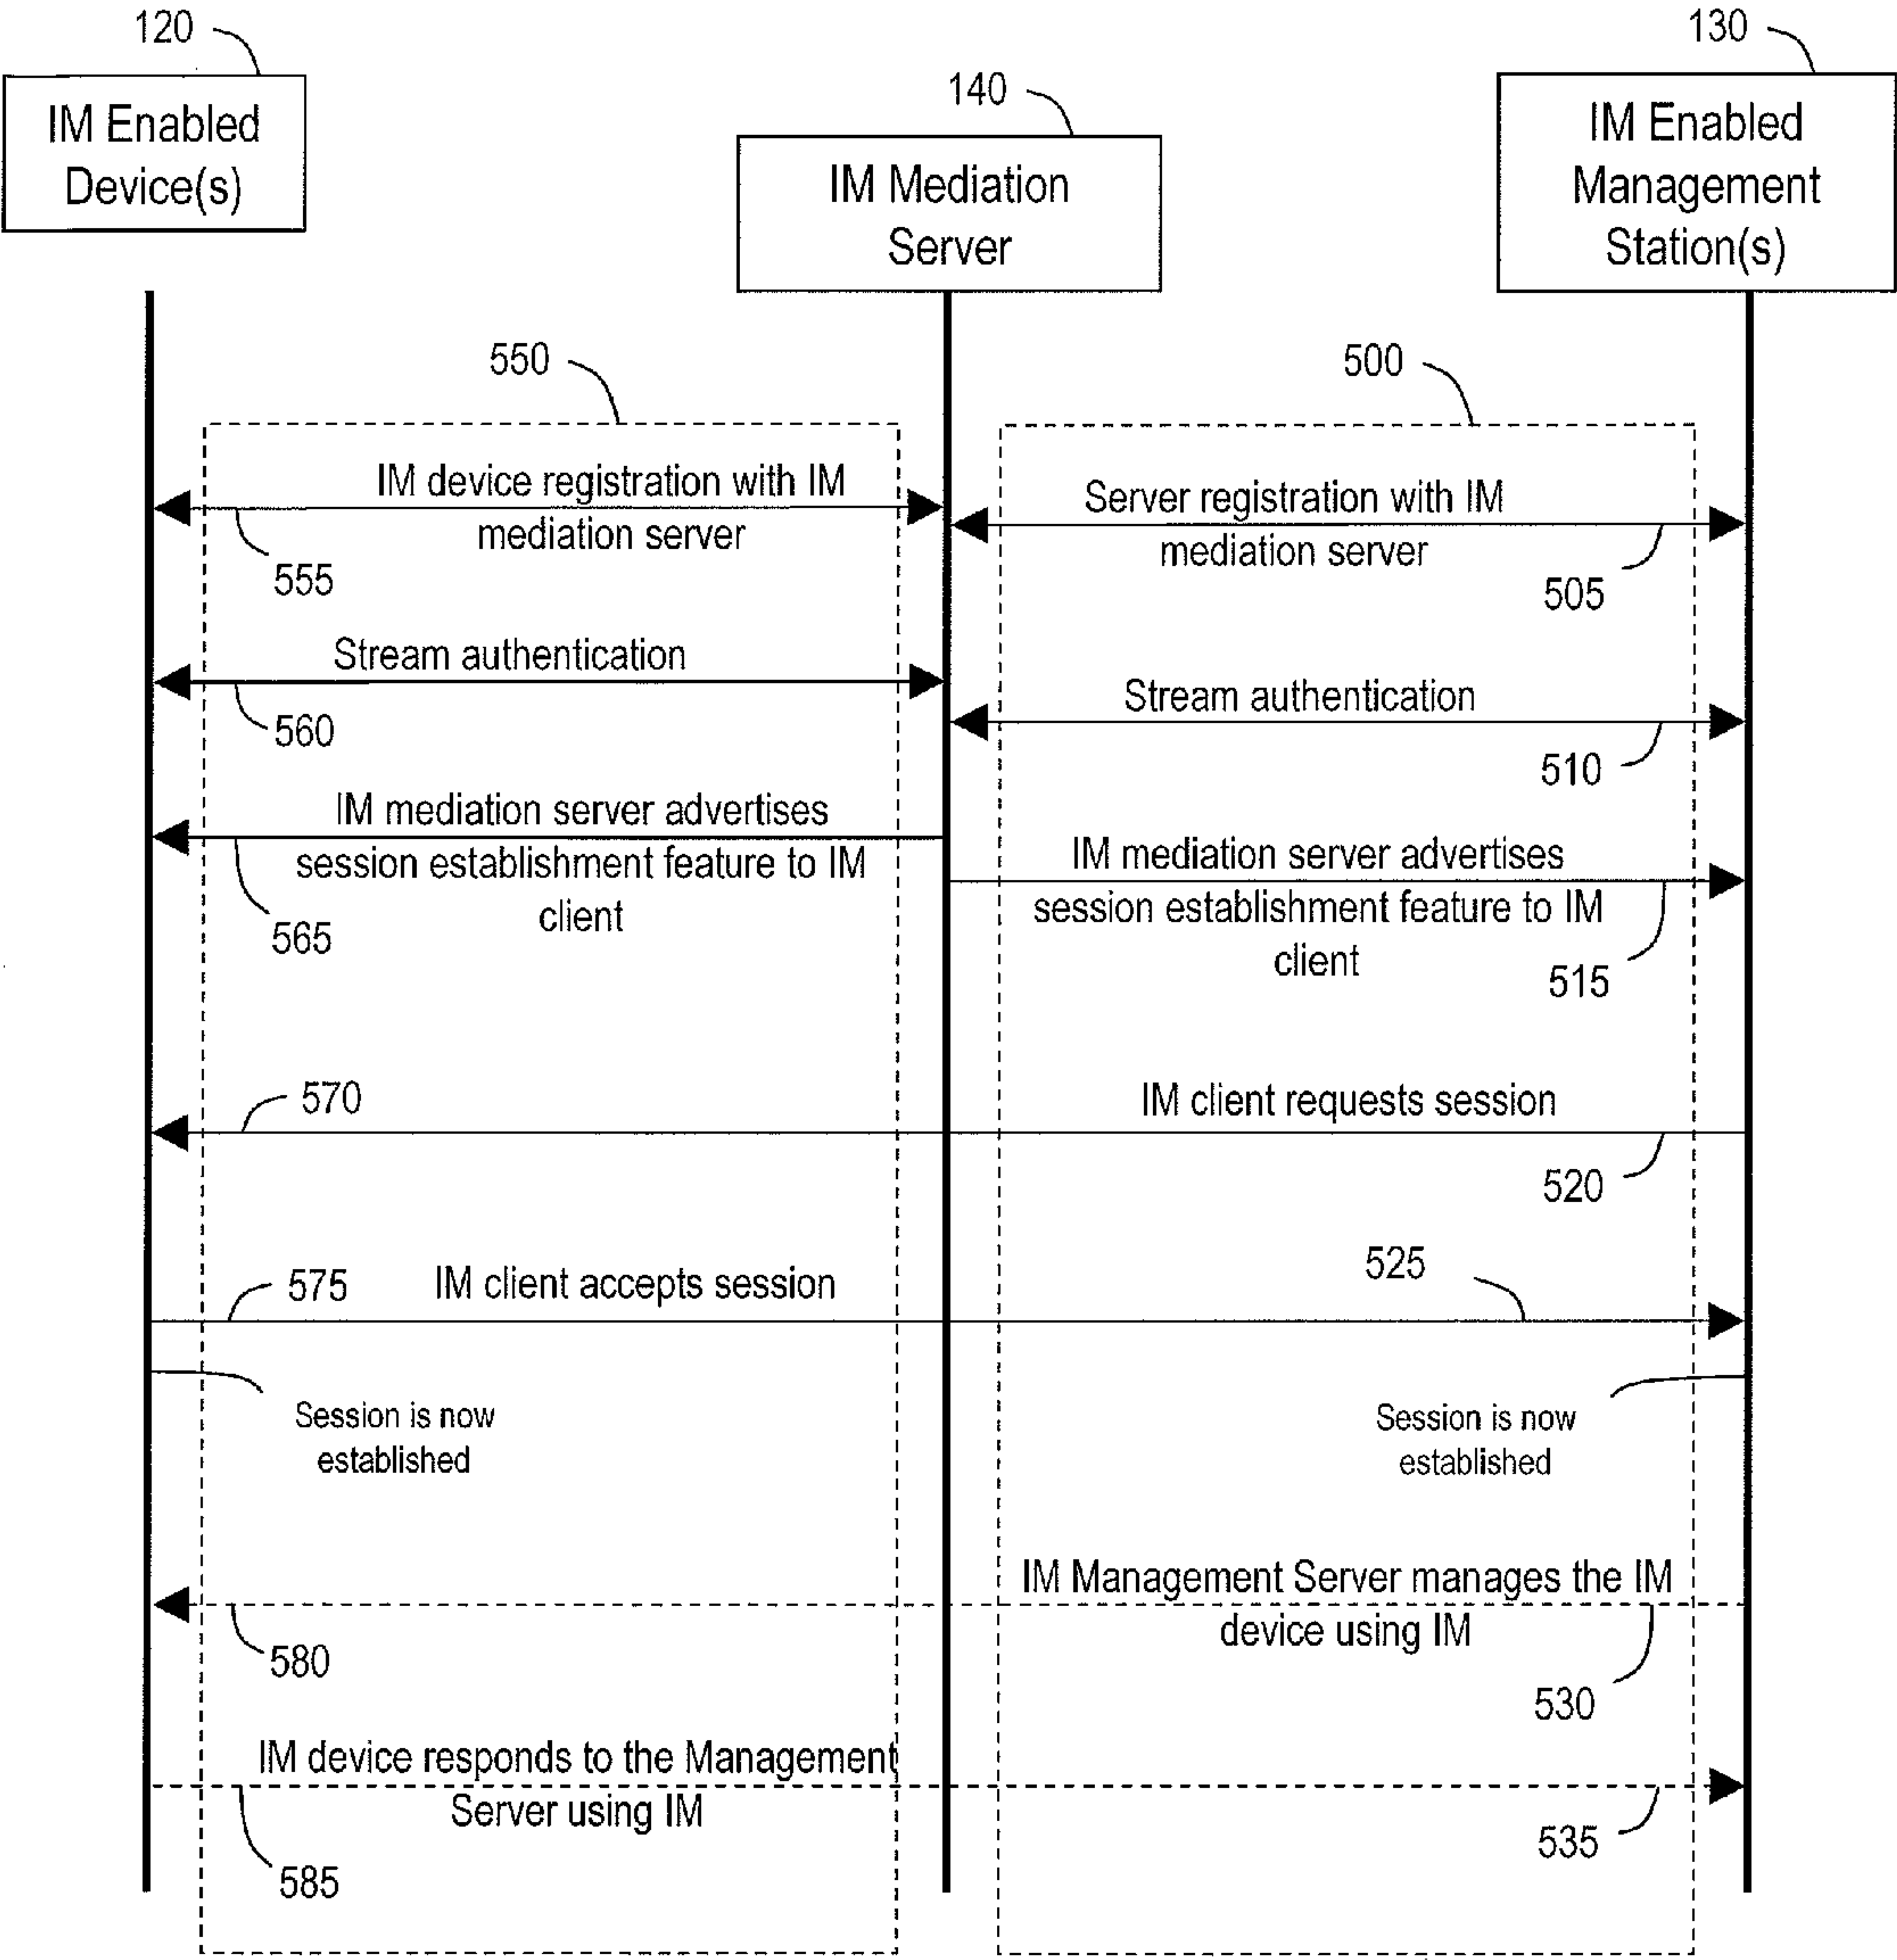 120
IM Enabled
Device(s)
140
IM Mediation
Server
130
IM Enabled
Management
Station(s)
550
500
IM device registration with IM
mediation server
555
Server registration with IM
mediation server
505
Stream authentication
560
Stream authentication
510
IM mediation server advertises
session establishment feature to IM
client
565
IM mediation server advertises
session establishment feature to IM
client
515
570
IM client requests session
520
575
IM client accepts session
525
Session is now
established
Session is now
established
IM Management Server manages the IM
device using IM
580
530
IM device responds to the Management
Server using IM
585
535